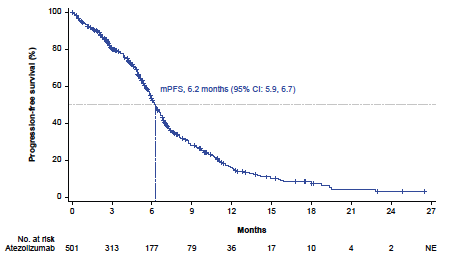 100
80
60
40
20
0
Progression-free survival (%)
mPFS, 6.2 months (95% CI: 5.9, 6.7)
0 3 6 9 12 15 18 21 24 27
Months
No. at risk
Atezolizumab 501 313 177 79 36 17 10 4 2 NE